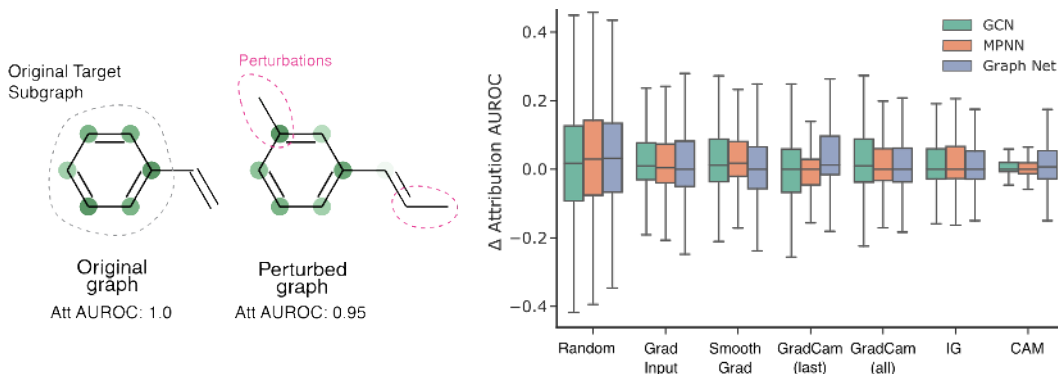 Original Target
Subgraph
Perturbations
Original
graph
Att AUROC: 1.0
Perturbed
graph
Att AUROC: 0.95
Δ Attribution AUROC
0.4
0.2
0.0
−0.2
−0.4
GCN
MPNN
Graph Net
Random
Grad
Input
Smooth
Grad
GradCam
(last)
GradCam
(all)
IG
CAM